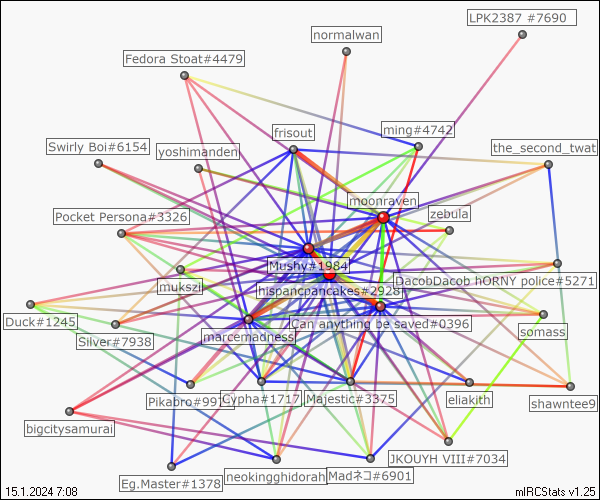 LPK2387 #7690
normalwan
Fedora Stoat#4479
frisout
ming#4742
Swirly Boi#6154
yoshimanden
the_second_twat
moonraven
Pocket Persona#3326
zebula
Mushy#1984
DacobDacob hORNY police#5271
mukszi
hispancpancakes#2928
Duck#1245
Can anything be saved#0396
somass
Silver#7938
marcemadness
Pikabro#99
Cypha#1717
Majestic#3375
eliakith
shawntee9
bigcitysamurai
JKOUYH VIII#7034
Eg.Master#1378
neokingghidorah
Madネコ#6901
15.1.2024 7:08
mIRCStats v1.25